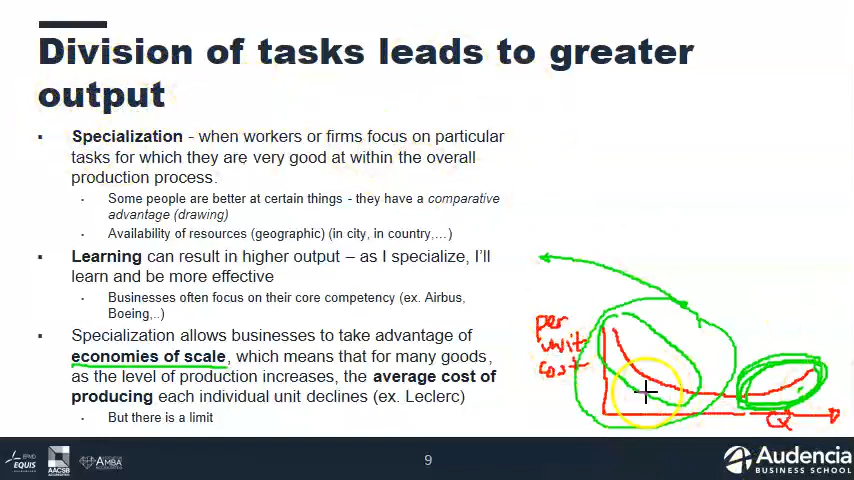 Division of tasks leads to greater
output
▪ Specialization - when workers or firms focus on particular
tasks for which they are very good at within the overall
production process.
• Some people are better at certain things - they have a comparative
advantage (drawing)
• Availability of resources (geographic) (in city, in country,…)
▪ Learning can result in higher output – as I specialize, I'll
learn and be more effective
• Businesses often focus on their core competency (ex. Airbus,
Boeing,..)
▪ Specialization allows businesses to take advantage of
economies of scale, which means that for many goods,
as the level of production increases, the average cost of
producing each individual unit declines (ex. Leclerc)
• But there is a limit
per
unit
cost
Q
EFMD
EQUIS
ACCREDITED
AACSB
ACCREDITED
AMBA
ACCREDITED
9
Audencia
BUSINESS SCHOOL